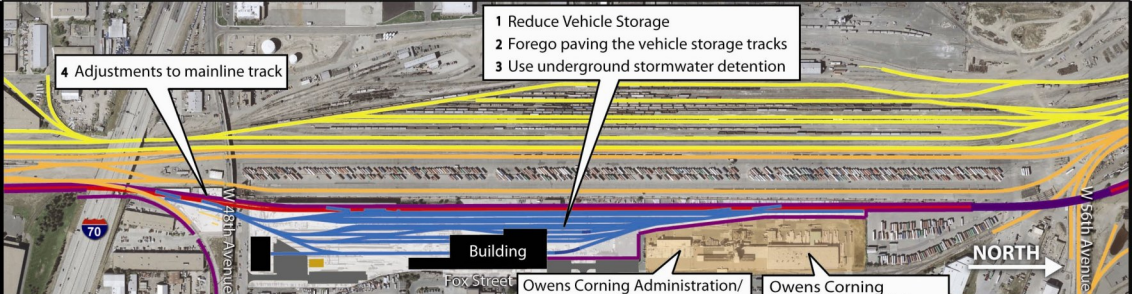 1 Reduce Vehicle Storage
2 Forego paving the vehicle storage tracks
3 Use underground stormwater detention
4 Adjustments to mainline track
70
W 48th Avenue
W 56th Avenue
Building
NORTH
Fox Street
Owens Corning Administration/
Owens Corning